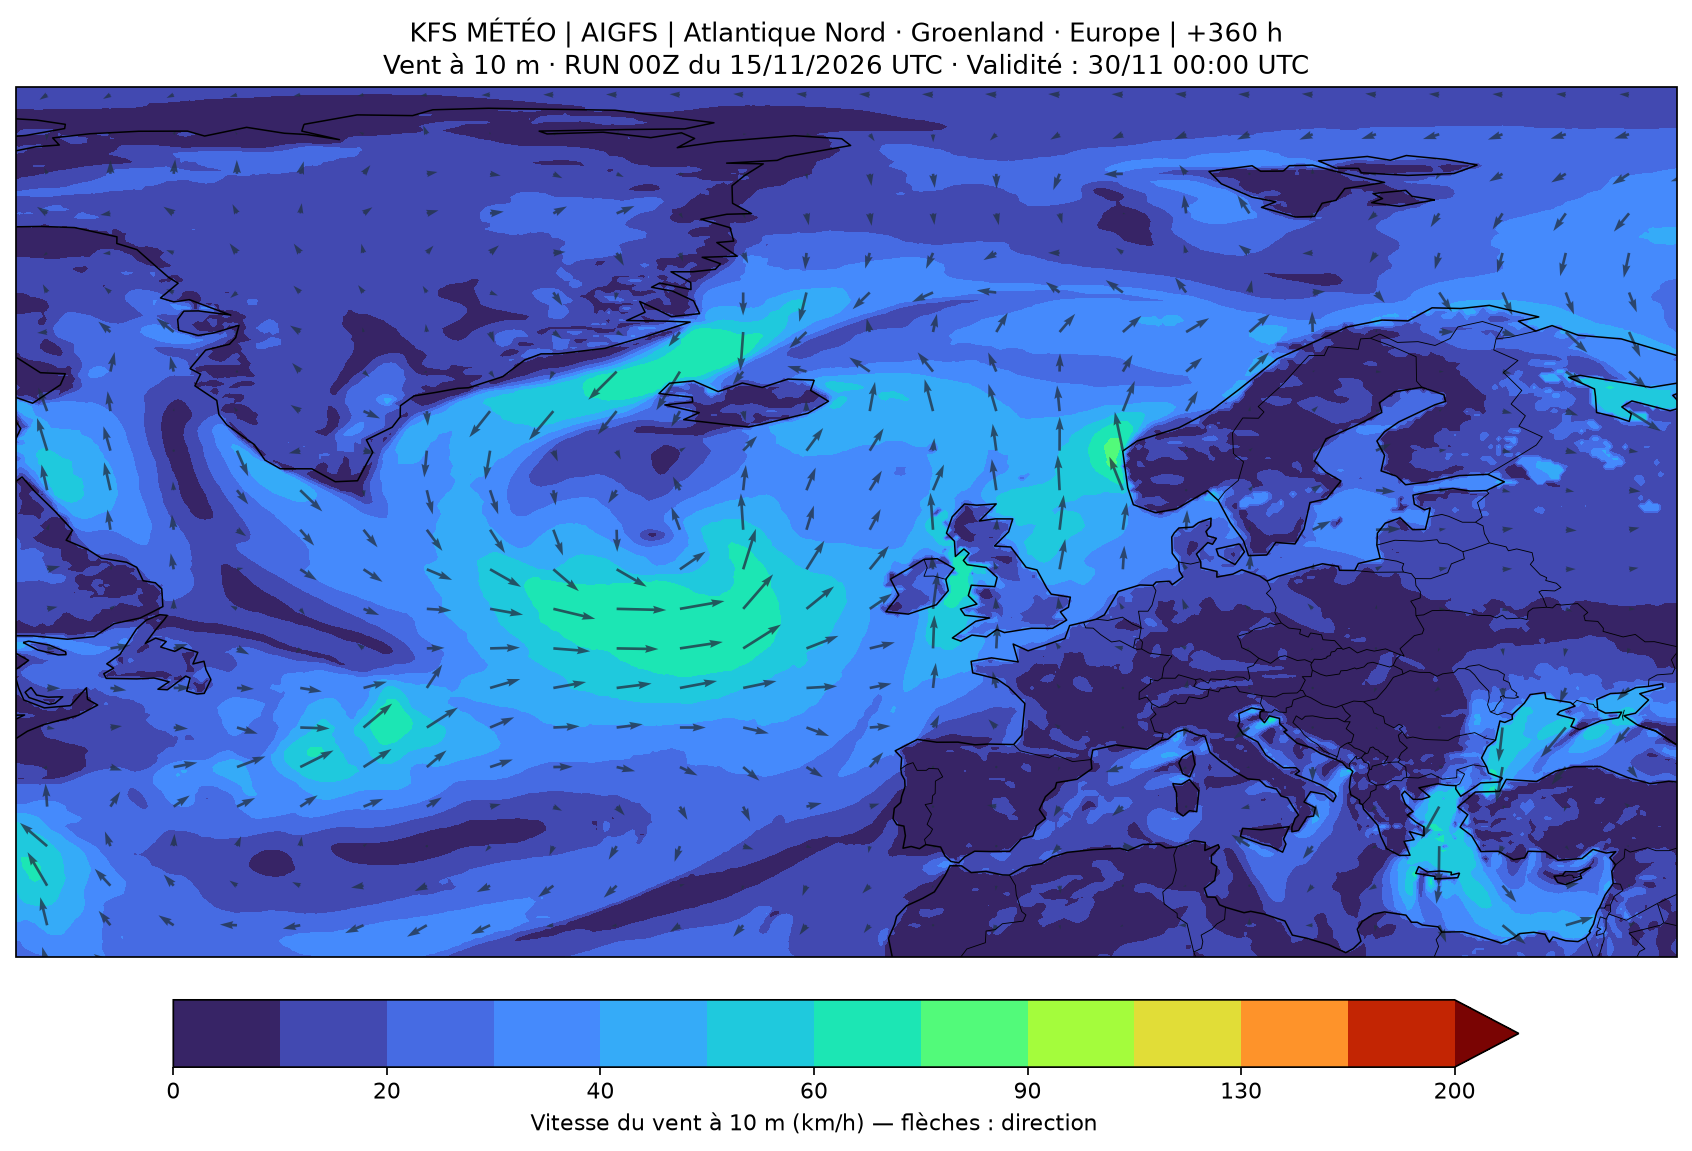 KFS MÉTÉO | AIGFS | Atlantique Nord · Groenland · Europe | +360 h
Vent à 10 m · RUN 00Z du 15/11/2026 UTC · Validité : 30/11 00:00 UTC
0 20 40 60 90 130 200
Vitesse du vent à 10 m (km/h) — flèches : direction